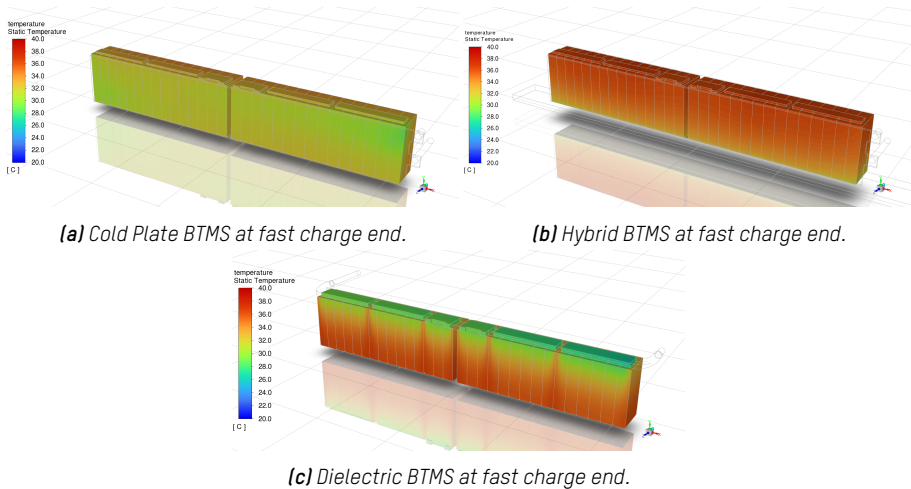 temperature
Static Temperature
40.0
38.0
36.0
34.0
32.0
30.0
28.0
26.0
24.0
22.0
20.0
[ C ]
temperature
Static Temperature
40.0
38.0
36.0
34.0
32.0
30.0
28.0
26.0
24.0
22.0
20.0
[ C ]
(a) Cold Plate BTMS at fast charge end.
(b) Hybrid BTMS at fast charge end.
temperature
Static Temperature
40.0
38.0
36.0
34.0
32.0
30.0
28.0
26.0
24.0
22.0
20.0
[ C ]
(c) Dielectric BTMS at fast charge end.